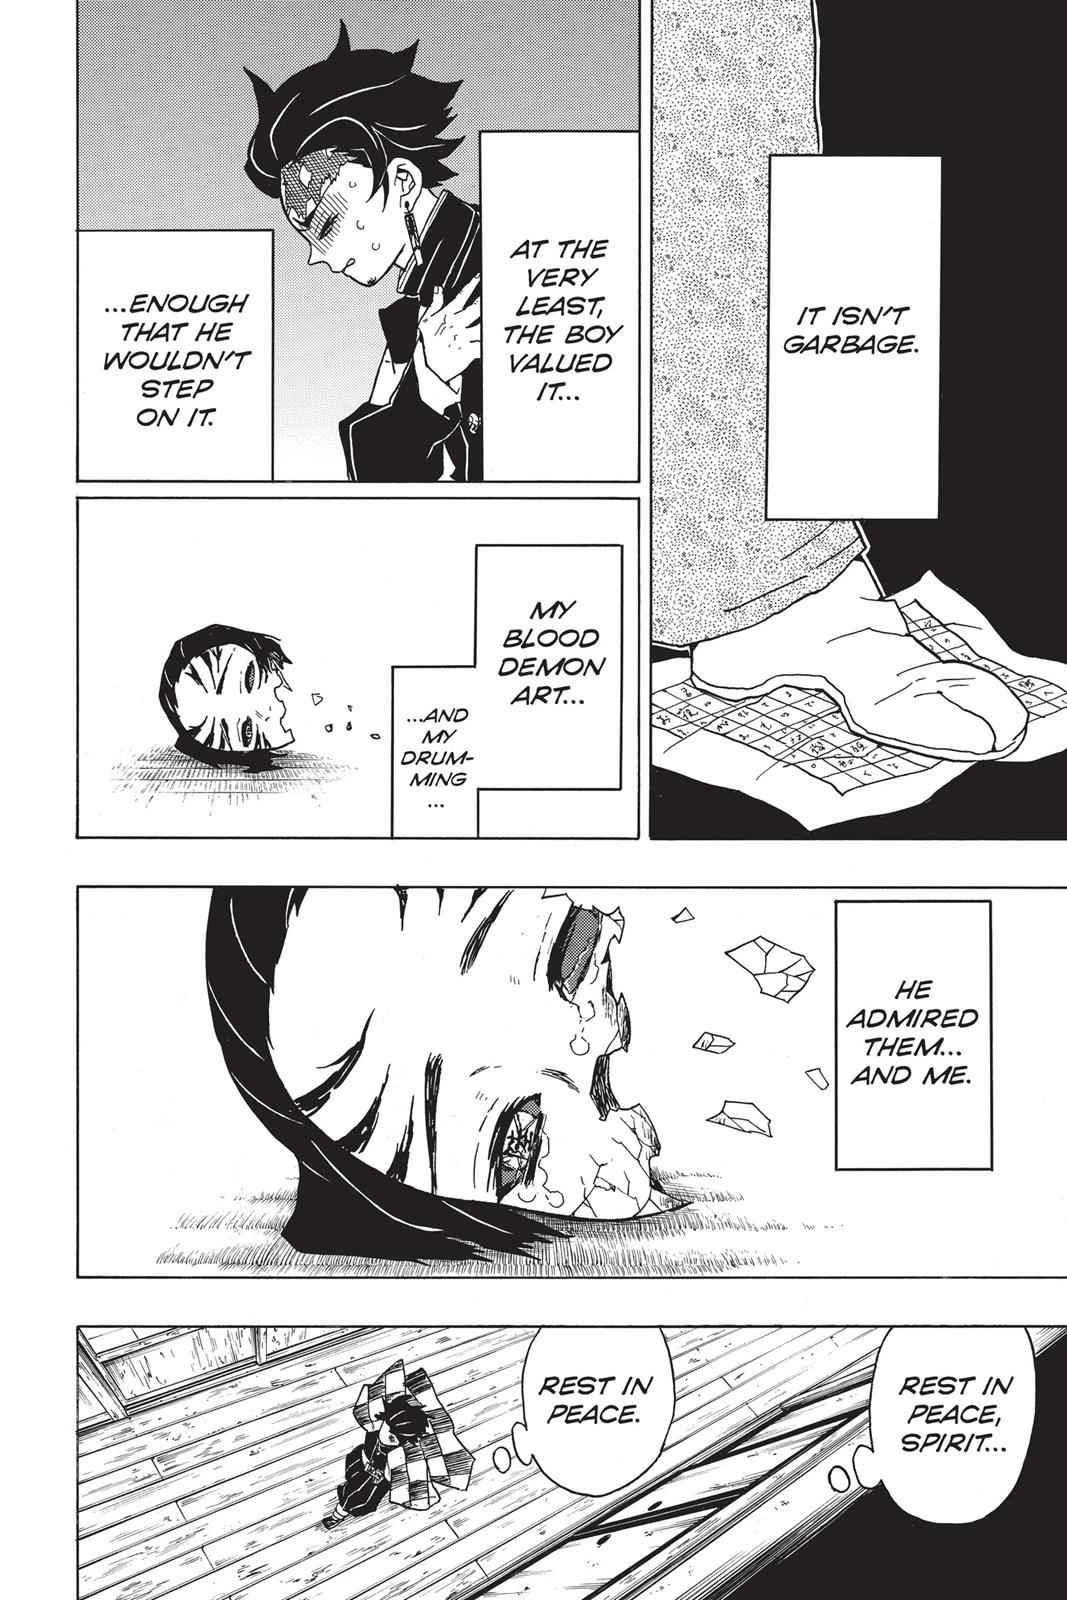 IT ISN'T
GARBAGE.
AT THE
VERY
LEAST,
THE BOY
VALUED
IT...
...ENOUGH
THAT HE
WOULDN'T
STEP
ON IT.
MY
BLOOD
DEMON
ART...
...AND
MY
DRUM-
MING
...
HE
ADMIRED
THEM...
AND ME.
REST IN
PEACE,
SPIRIT...
REST IN
PEACE.